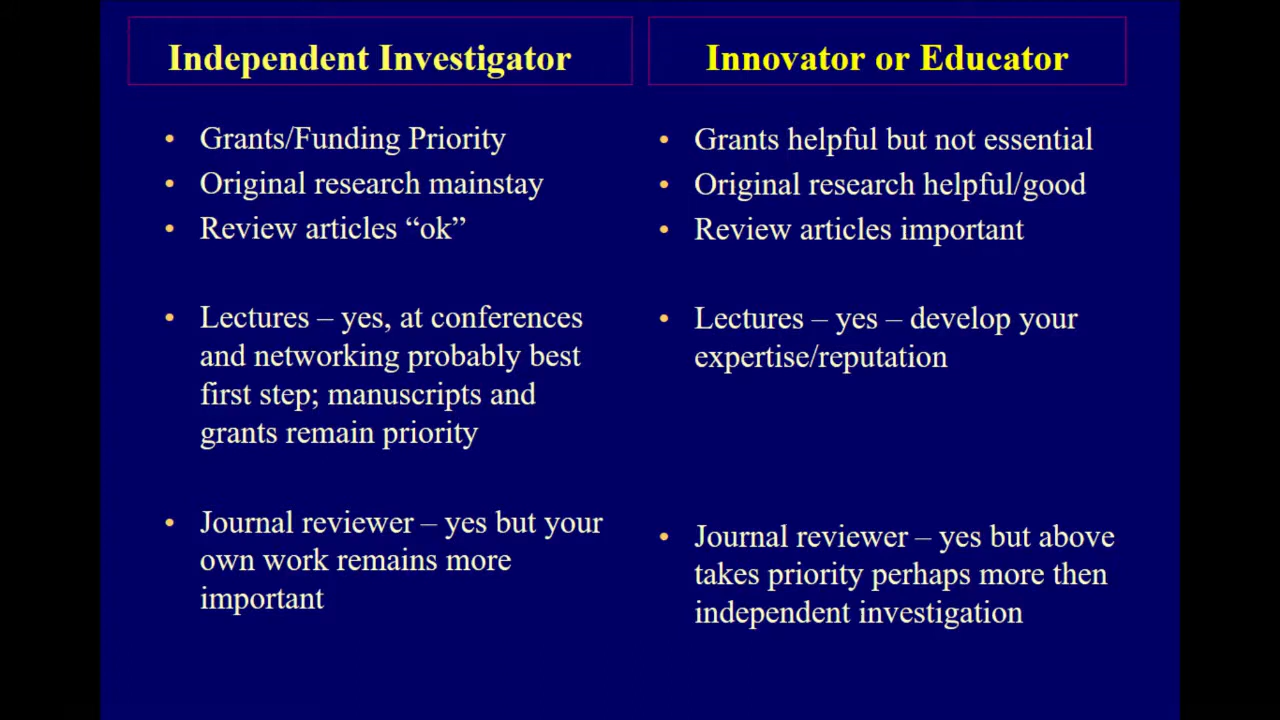 Independent Investigator
• Grants/Funding Priority
• Original research mainstay
• Review articles “ok”
• Lectures – yes, at conferences
and networking probably best
first step; manuscripts and
grants remain priority
• Journal reviewer – yes but your
own work remains more
important
Innovator or Educator
• Grants helpful but not essential
• Original research helpful/good
• Review articles important
• Lectures – yes – develop your
expertise/reputation
• Journal reviewer – yes but above
takes priority perhaps more then
independent investigation